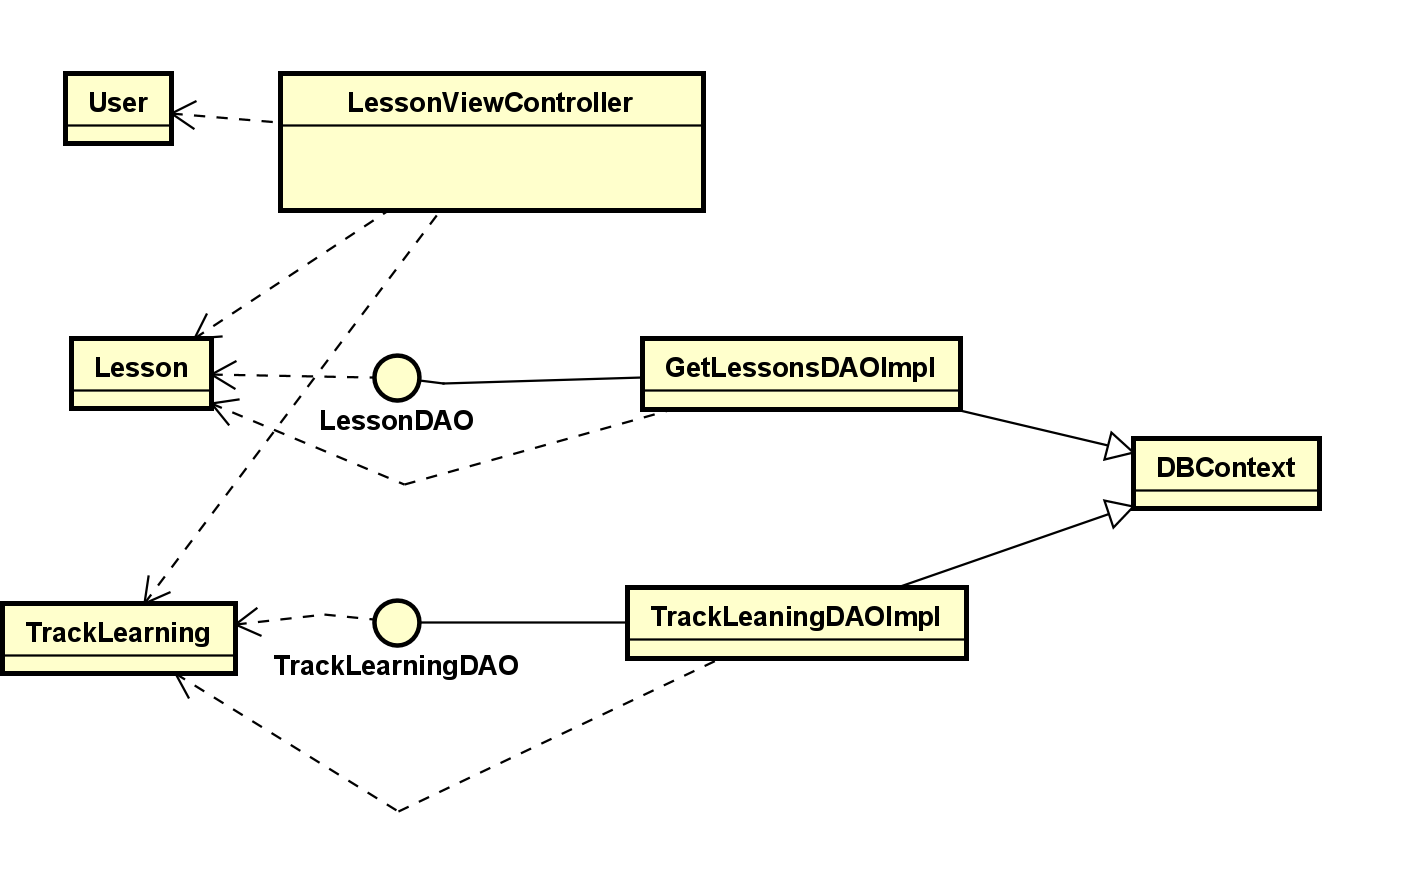 User
LessonViewController
Lesson
LessonDAO
GetLessonsDAOImpl
DBContext
TrackLearning
TrackLearningDAO
TrackLeaningDAOImpl